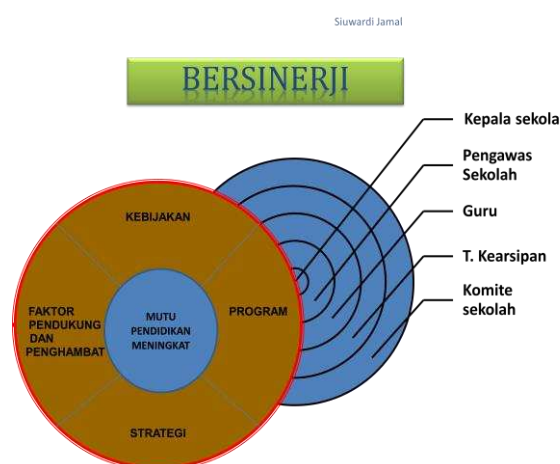 Siuwardi Jamal
BERSINERJI
Kepala sekola
Pengawas
Sekolah
Guru
T. Kearsipan
Komite
sekolah
KEBIJAKAN
FAKTOR
PENDUKUNG
DAN
PENGHAMBAT
MUTU
PENDIDIKAN
MENINGKAT
PROGRAM
STRATEGI